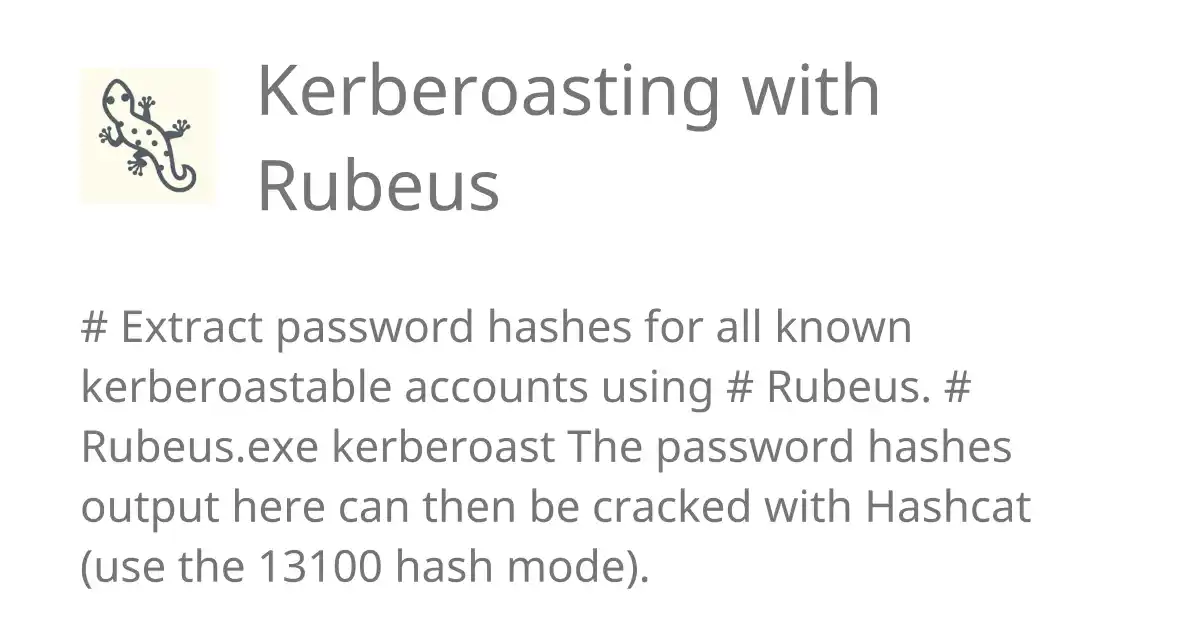 Kerberoasting with
Rubeus
# Extract password hashes for all known
kerberoastable accounts using # Rubeus. #
Rubeus.exe kerberoast The password hashes
output here can then be cracked with Hashcat
(use the 13100 hash mode).